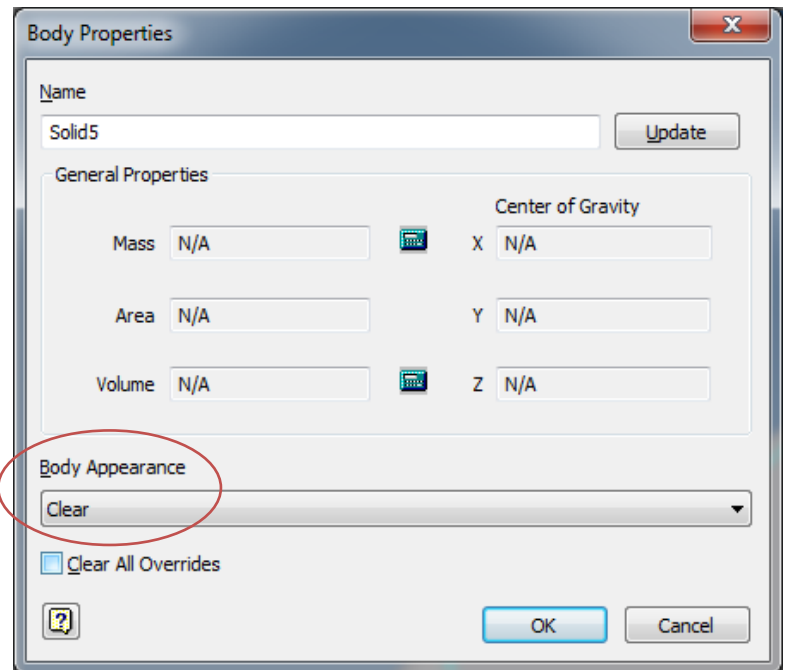 Body Properties
x
Name
Solid5
Update
General Properties
Center of Gravity
Mass N/A X N/A
Area N/A Y N/A
Volume N/A Z N/A
Body Appearance
Clear
Clear All Overrides
?
OK Cancel